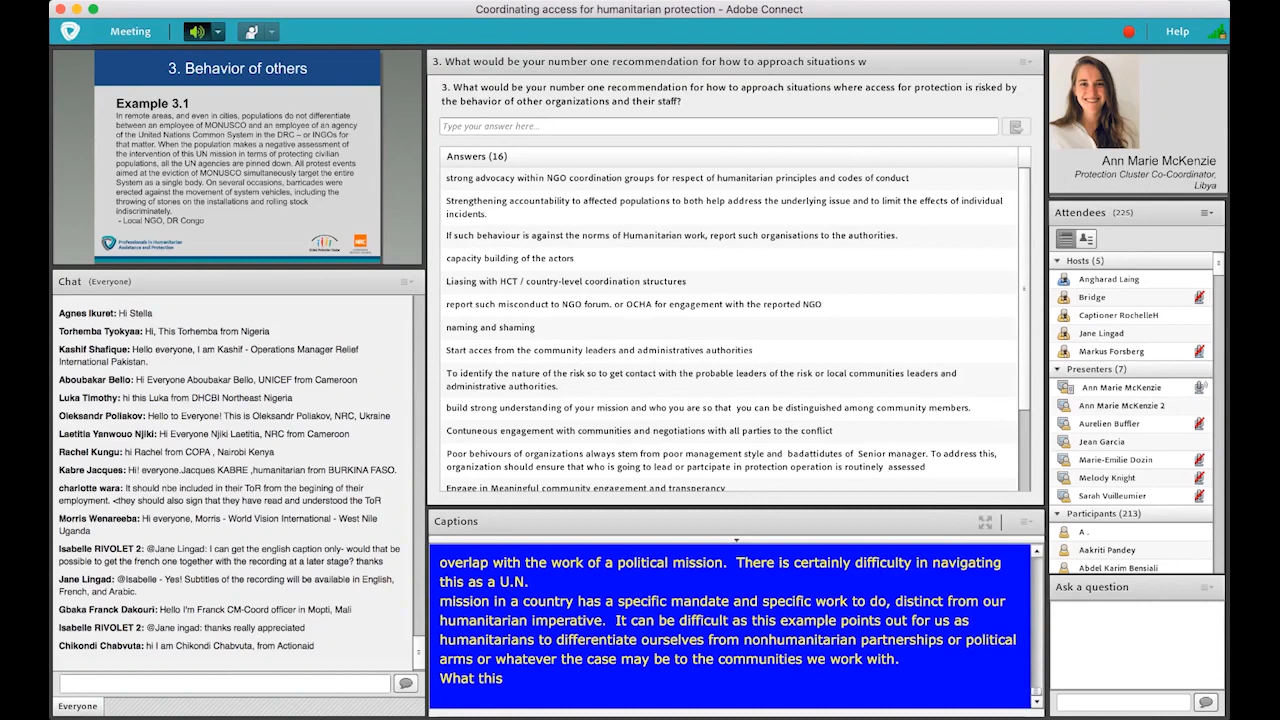 Coordinating access for humanitarian protection - Adobe Connect
Meeting
Help
3. Behavior of others
Example 3.1
In remote areas, and even in cities, populations do not differentiate
between an employee of MONUSCO and an employee of an agency
of the United Nations Common System in the DRC – or INGOs for
that matter. When the population makes a negative assessment of
the intervention of this UN mission in terms of protecting civilian
populations, all the UN agencies are pinned down. All protest events
aimed at the eviction of MONUSCO simultaneously target the entire
System as a single body. On several occasions, barricades were
erected against the movement of system vehicles, including the
throwing of stones on the installations and rolling stock
indiscriminately.
- Local NGO, DR Congo
Professionals in Humanitarian
Assistance and Protection
NRC
Chat (Everyone)
Agnes Ikuret: Hi Stella
Torhemba Tyokyaa: Hi, This Torhemba from Nigeria
Kashif Shafique: Hello everyone, I am Kashif - Operations Manager Relief
International Pakistan.
Aboubakar Bello: Hi Everyone Aboubakar Bello, UNICEF from Cameroon
Luka Timothy: hi this Luka from DHCBI Northeast Nigeria
Oleksandr Poliakov: Hello to Everyone! This is Oleksandr Poliakov, NRC, Ukraine
Laetitia Yanwouo Njiki: Hi Everyone Njiki Laetitia, NRC from Cameroon
Rachel Kungu: hi Rachel from COPA , Nairobi Kenya
Kabre Jacques: Hi! everyone.Jacques KABRE ,humanitarian from BURKINA FASO.
charlotte wara: It should nbe included in their ToR from the begining of their
employment. <they should also sign that they have read and understood the ToR
Morris Wenareeba: Hi everyone, Morris - World Vision International - West Nile
Uganda
Isabelle RIVOLET 2: @Jane Lingad: I can get the english caption only- would that be
possible to get the french one together with the recording at a later stage? thanks
Jane Lingad: @Isabelle - Yes! Subtitles of the recording will be available in English,
French, and Arabic.
Gbaka Franck Dakouri: Hello I'm Franck CM-Coord officer in Mopti, Mali
Isabelle RIVOLET 2: @Jane ingad: thanks really appreciated
Chikondi Chabvuta: hi I am Chikondi Chabvuta, from Actionaid
Everyone
3. What would be your number one recommendation for how to approach situations w
3. What would be your number one recommendation for how to approach situations where access for protection is risked by
the behavior of other organizations and their staff?
Type your answer here...
Answers (16)
strong advocacy within NGO coordination groups for respect of humanitarian principles and codes of conduct
Strengthening accountability to affected populations to both help address the underlying issue and to limit the effects of individual
incidents.
If such behaviour is against the norms of Humanitarian work, report such organisations to the authorities.
capacity building of the actors
Liasing with HCT / country-level coordination structures
report such misconduct to NGO forum. or OCHA for engagement with the reported NGO
naming and shaming
Start acces from the community leaders and administratives authorities
To identify the nature of the risk so to get contact with the probable leaders of the risk or local communities leaders and
administrative authorities.
build strong understanding of your mission and who you are so that you can be distinguished among community members.
Contuneous engagement with communities and negotiations with all parties to the conflict
Poor behivours of organizations always stem from poor management style and badattidutes of Senior manager. To address this,
organization should ensure that who is going to lead or partcipate in protection operation is routinely assessed
Engage in Meaningful community engagement and transperancy
Captions
overlap with the work of a political mission. There is certainly difficulty in navigating
this as a U.N.
mission in a country has a specific mandate and specific work to do, distinct from our
humanitarian imperative. It can be difficult as this example points out for us as
humanitarians to differentiate ourselves from nonhumanitarian partnerships or political
arms or whatever the case may be to the communities we work with.
What this
Ann Marie McKenzie
Protection Cluster Co-Coordinator,
Libya
Attendees (225)
Hosts (5)
Angharad Laing
Bridge
Captioner RochelleH
Jane Lingad
Markus Forsberg
Presenters (7)
Ann Marie McKenzie
Ann Marie McKenzie 2
Aurelien Buffler
Jean Garcia
Marie-Emilie Dozin
Melody Knight
Sarah Vuilleumier
Participants (213)
A .
Aakriti Pandey
Abdel Karim Bensiali
Ask a question